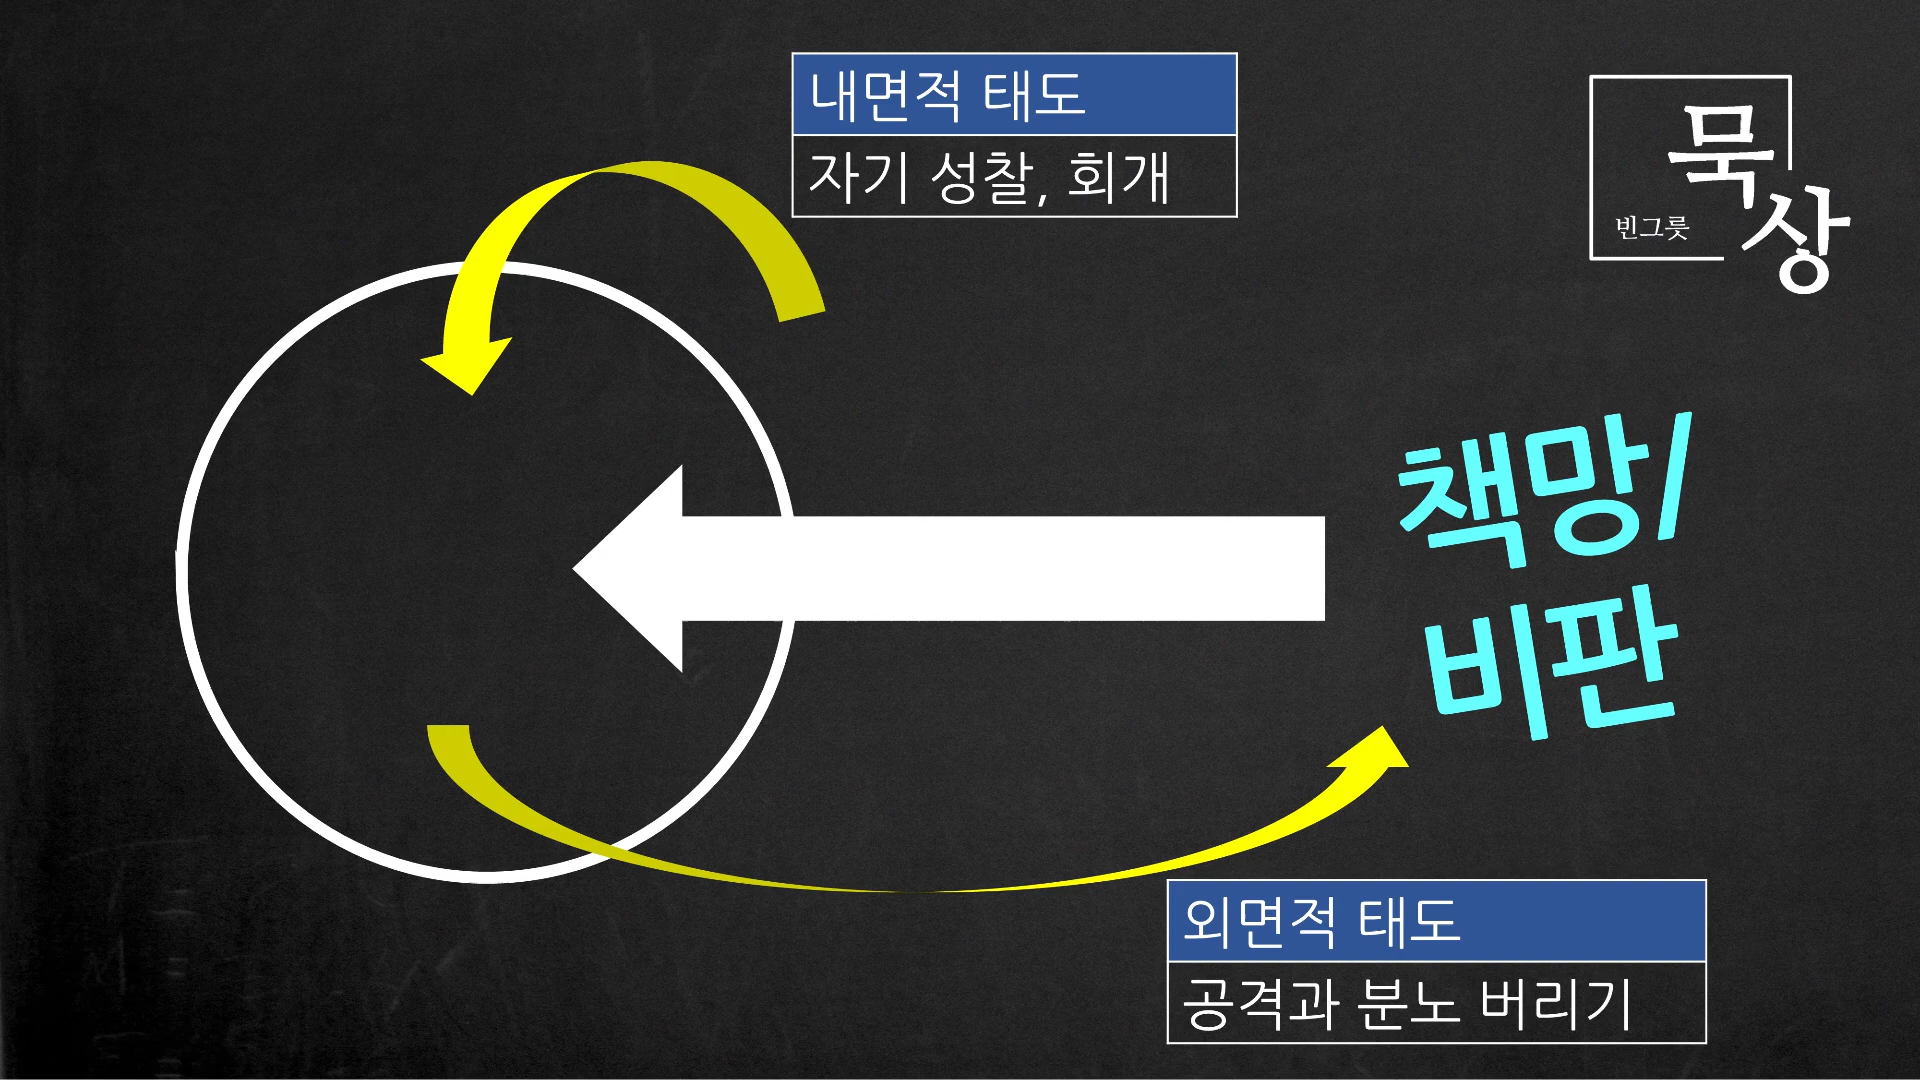 내면적 태도
자기 성찰, 회개
묵상
빈그릇
책망/
비판
외면적 태도
공격과 분노 버리기